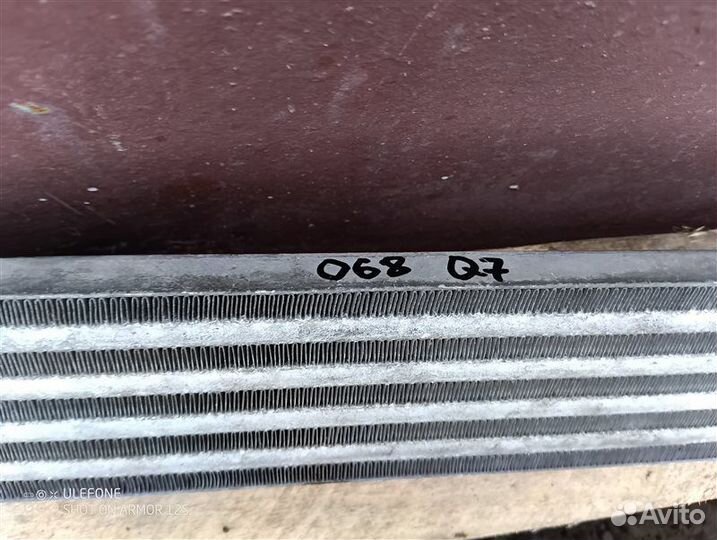 068 Q7
ULEFONE
SHOT ON ARMOR 12S
Avito